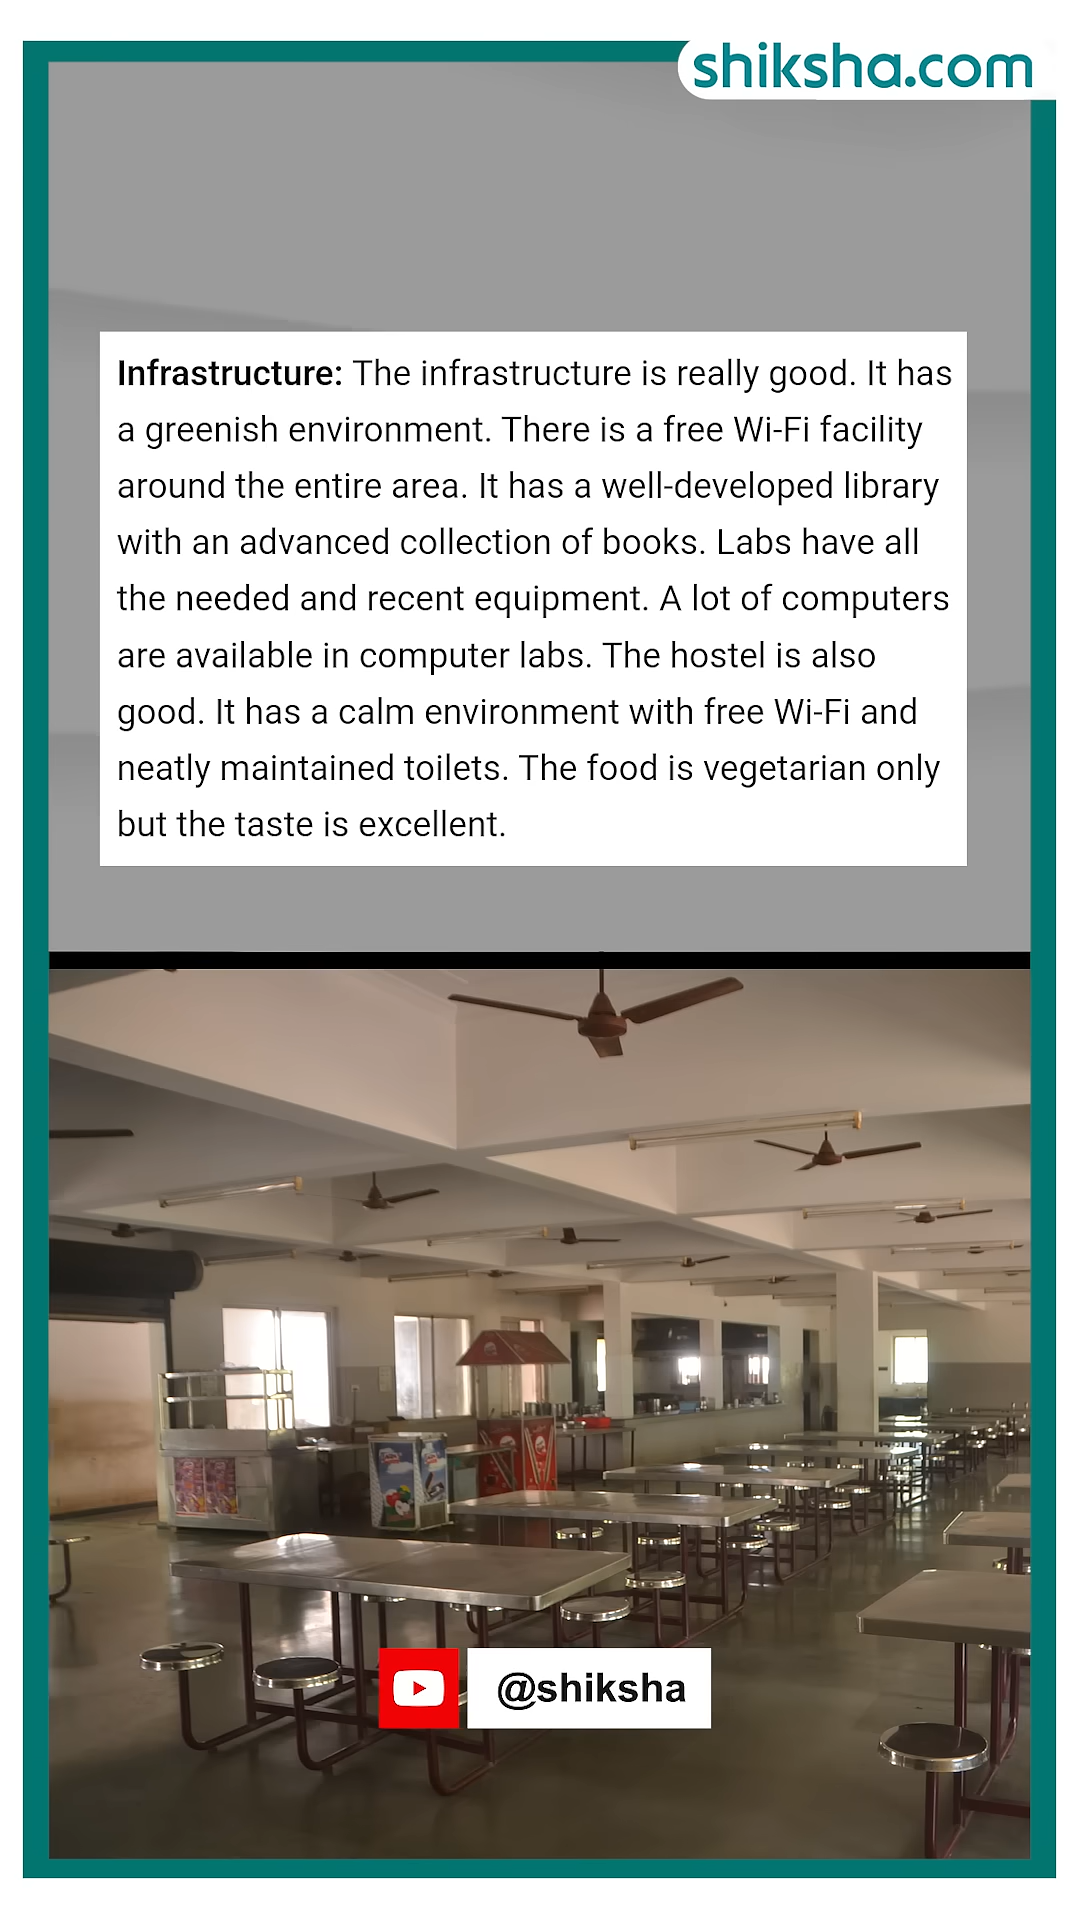 shiksha.com
Infrastructure: The infrastructure is really good. It has
a greenish environment. There is a free Wi-Fi facility
around the entire area. It has a well-developed library
with an advanced collection of books. Labs have all
the needed and recent equipment. A lot of computers
are available in computer labs. The hostel is also
good. It has a calm environment with free Wi-Fi and
neatly maintained toilets. The food is vegetarian only
but the taste is excellent.
@shiksha